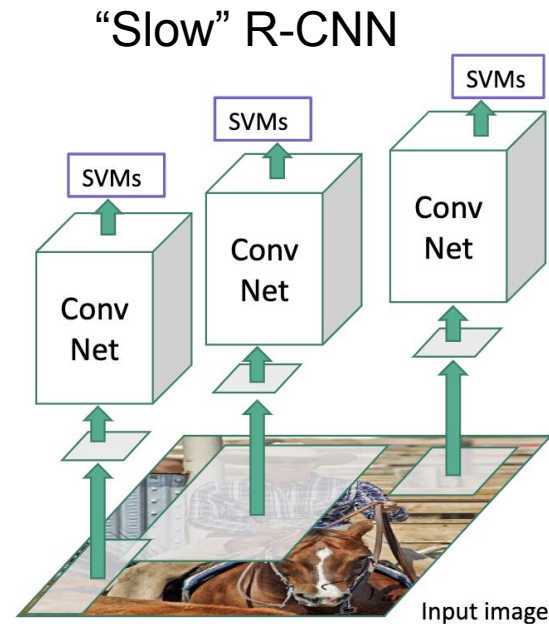 “Slow” R-CNN
SVMs
SVMs
SVMs
Conv
Net
Conv
Net
Conv
Net
Input image